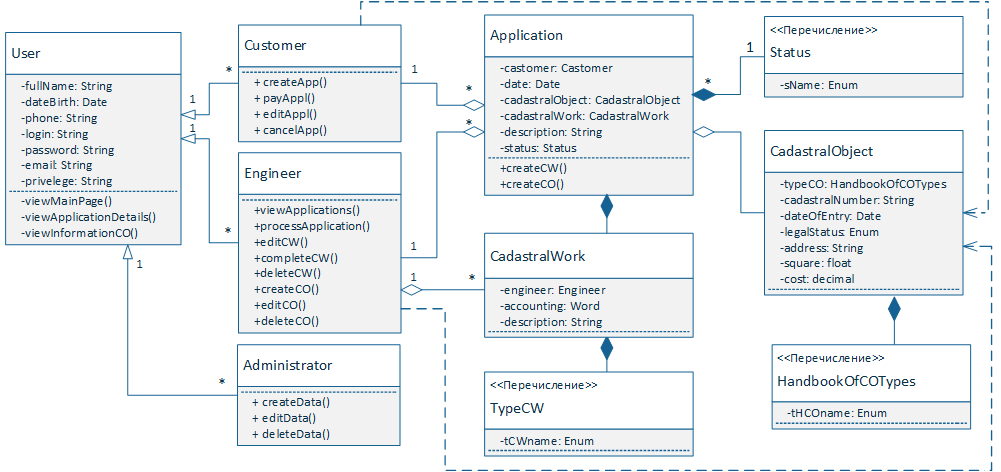 User
-fullName: String
-dateBirth: Date
-phone: String
-login: String
-password: String
-email: String
-privelege: String
-viewMainPage()
-viewApplicationDetails()
-viewInformationCO()
1
*
1
*
1
*
Customer
+ createApp()
+ payAppl()
+ editAppl()
+ cancelApp()
Engineer
+viewApplications()
+processApplication()
+editCW()
+completeCW()
+deleteCW()
+createCO()
+editCO()
+deleteCO()
Administrator
+ createData()
+ editData()
+ deleteData()
1
*
1
*
1
*
Application
-castomer: Castomer
-date: Date
-cadastralObject: CadastralObject
-cadastralWork: CadastralWork
-description: String
-status: Status
+createCW()
+createCO()
CadastralWork
-engineer: Engineer
-accounting: Word
-description: String
<<Перечисление>>
TypeCW
-tCWname: Enum
*
1
<<Перечисление>>
Status
-sName: Enum
CadastralObject
-typeCO: HandbookOfCOTypes
-cadastralNumber: String
-dateOfEntry: Date
-legalStatus: Enum
-address: String
-square: float
-cost: decimal
<<Перечисление>>
HandbookOfCOTypes
-tHCOname: Enum